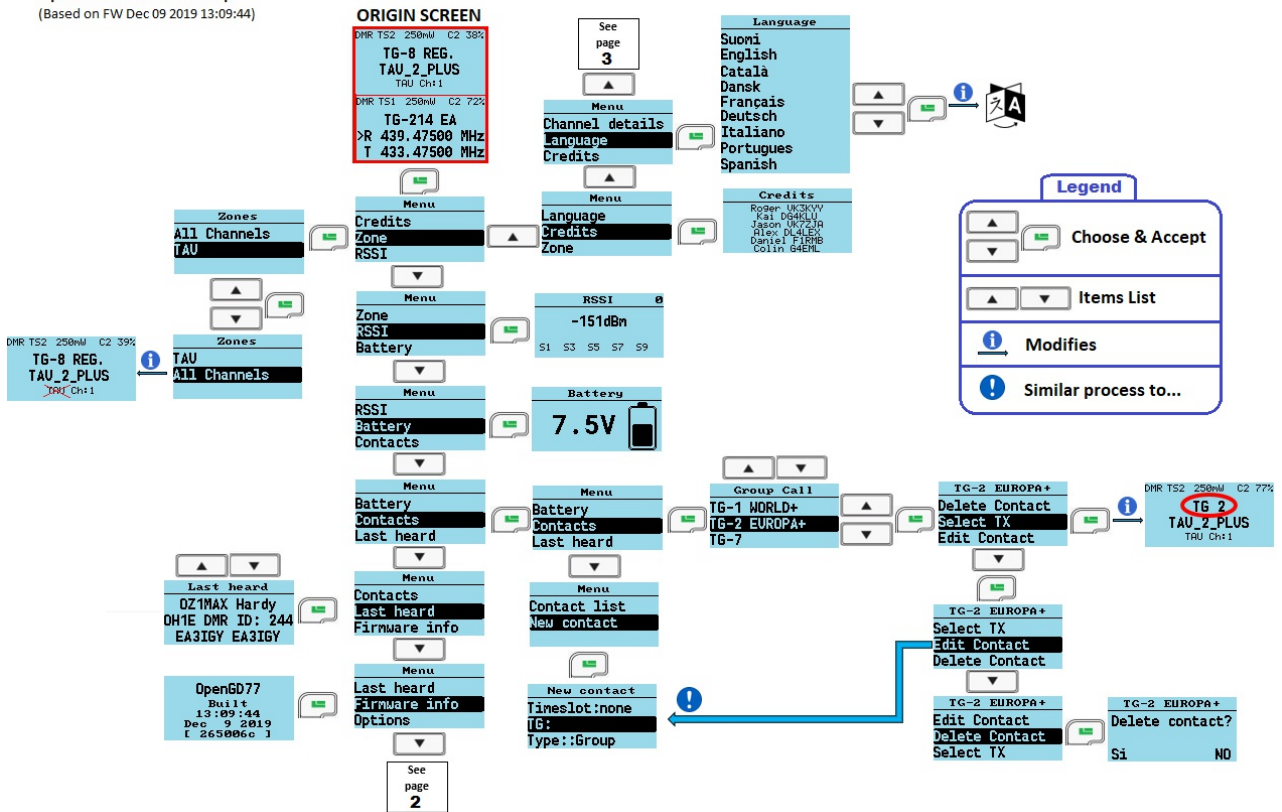 (Based on FW Dec 09 2019 13:09:44)
ORIGIN SCREEN
DMR TS2 250mW C2 38%
TG-8 REG.
TAV_2_PLUS
TAU Ch:1
DMR TS1 250mW C2 72%
TG-214 EA
>R 439.47500 MHz
T 433.47500 MHz
See
page
3
Menu
Channel details
Language
Credits
Language
Suomi
English
Català
Dansk
Français
Deutsch
Italiano
Portugues
Spanish
Menu
Language
Credits
Zone
Credits
Roger VK3KYY
Kai DG4KLU
Jason VK7ZJA
Alex DL4LEX
Daniel F1RMB
Colin G4EML
Legend
Choose & Accept
Items List
Modifies
Similar process to...
Zones
All Channels
TAU
Menu
Credits
Zone
RSSI
Zones
TAU
All Channels
DMR TS2 250mW C2 39%
TG-8 REG.
TAU_2_PLUS
TAU Ch:1
Menu
Zone
RSSI
Battery
RSSI 0
-151dBm
S1 S3 S5 S7 S9
Menu
RSSI
Battery
Contacts
Battery
7.5V
Menu
Battery
Contacts
Last heard
Menu
Battery
Contacts
Last heard
Group Call
TG-1 WORLD+
TG-2 EUROPA+
TG-7
TG-2 EUROPA+
Delete Contact
Select TX
Edit Contact
DMR TS2 250mW C2 77%
TG 2
TAU_2_PLUS
TAU Ch:1
Last heard
OZ1MAX Hardy
OH1E DMR ID: 244
EA3IGY EA3IGY
Menu
Contacts
Last heard
Firmware info
Menu
Contact list
New contact
TG-2 EUROPA+
Select TX
Edit Contact
Delete Contact
OpenGD77
Built
13:09:44
Dec 9 2019
[ 265006c ]
Menu
Last heard
Firmware info
Options
New contact
Timeslot:none
TG:
Type::Group
TG-2 EUROPA+
Edit Contact
Delete Contact
Select TX
TG-2 EUROPA+
Delete contact?
Si NO
See
page
2